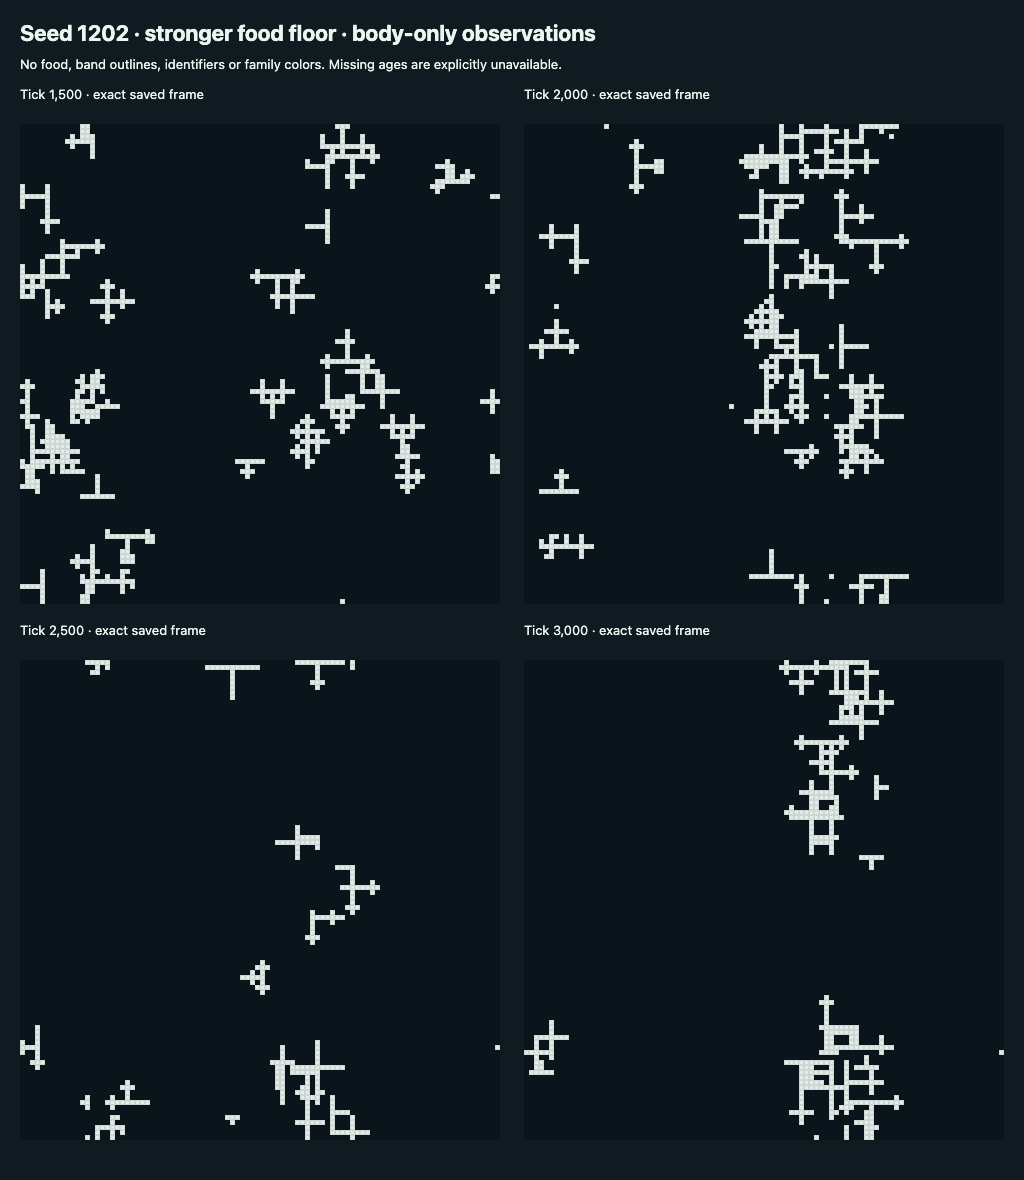 Seed 1202 · stronger food floor · body-only observations
No food, band outlines, identifiers or family colors. Missing ages are explicitly unavailable.
Tick 1,500 · exact saved frame
Tick 2,000 · exact saved frame
Tick 2,500 · exact saved frame
Tick 3,000 · exact saved frame